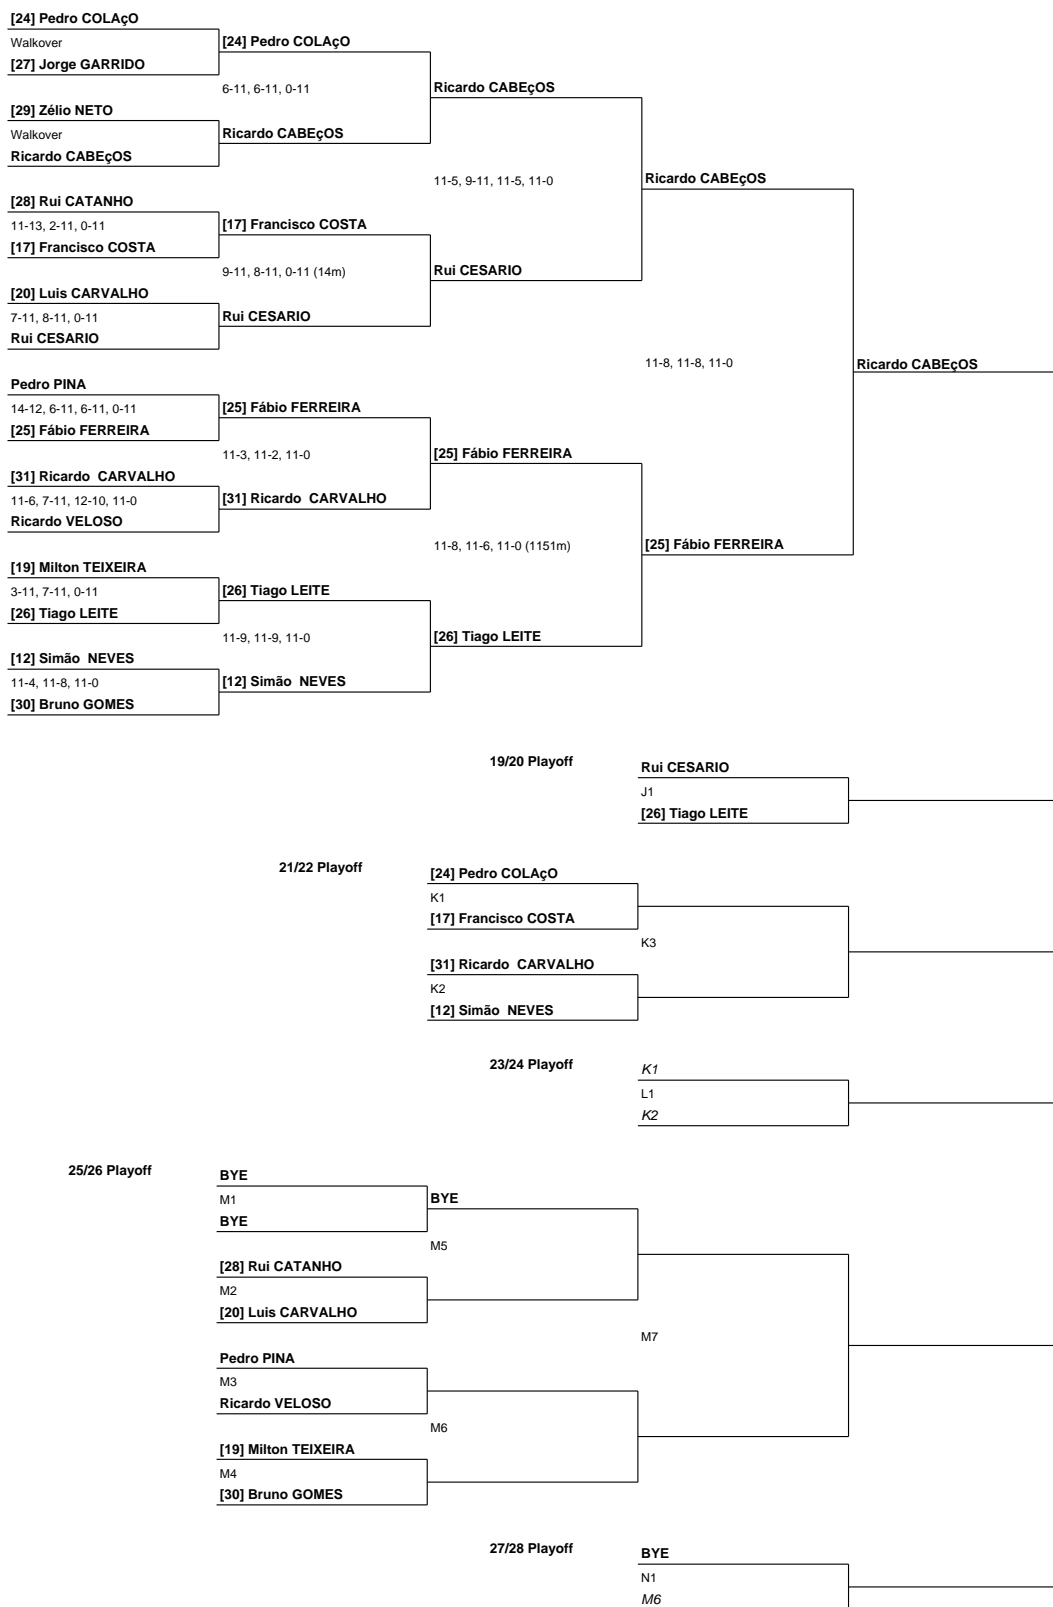 [24] Pedro COLAçO
Walkover
[27] Jorge GARRIDO
[24] Pedro COLAçO
6-11, 6-11, 0-11
Ricardo CABEçOS
[29] Zélio NETO
Walkover
Ricardo CABEçOS
Ricardo CABEçOS
11-5, 9-11, 11-5, 11-0
Ricardo CABEçOS
[28] Rui CATANHO
11-13, 2-11, 0-11
[17] Francisco COSTA
[17] Francisco COSTA
9-11, 8-11, 0-11 (14m)
Rui CESARIO
[20] Luis CARVALHO
7-11, 8-11, 0-11
Rui CESARIO
Rui CESARIO
11-8, 11-8, 11-0
Ricardo CABEçOS
Pedro PINA
14-12, 6-11, 6-11, 0-11
[25] Fábio FERREIRA
[25] Fábio FERREIRA
11-3, 11-2, 11-0
[25] Fábio FERREIRA
[31] Ricardo  CARVALHO
11-6, 7-11, 12-10, 11-0
Ricardo VELOSO
[31] Ricardo  CARVALHO
11-8, 11-6, 11-0 (1151m)
[25] Fábio FERREIRA
[19] Milton TEIXEIRA
3-11, 7-11, 0-11
[26] Tiago LEITE
[26] Tiago LEITE
11-9, 11-9, 11-0
[26] Tiago LEITE
[12] Simão  NEVES
11-4, 11-8, 11-0
[30] Bruno GOMES
[12] Simão  NEVES
19/20 Playoff
Rui CESARIO
J1
[26] Tiago LEITE
21/22 Playoff
[24] Pedro COLAçO
K1
[17] Francisco COSTA
K3
[31] Ricardo  CARVALHO
K2
[12] Simão  NEVES
23/24 Playoff
K1
L1
K2
25/26 Playoff
BYE
M1
BYE
BYE
M5
[28] Rui CATANHO
M2
[20] Luis CARVALHO
M7
Pedro PINA
M3
Ricardo VELOSO
M6
[19] Milton TEIXEIRA
M4
[30] Bruno GOMES
27/28 Playoff
BYE
N1
M6